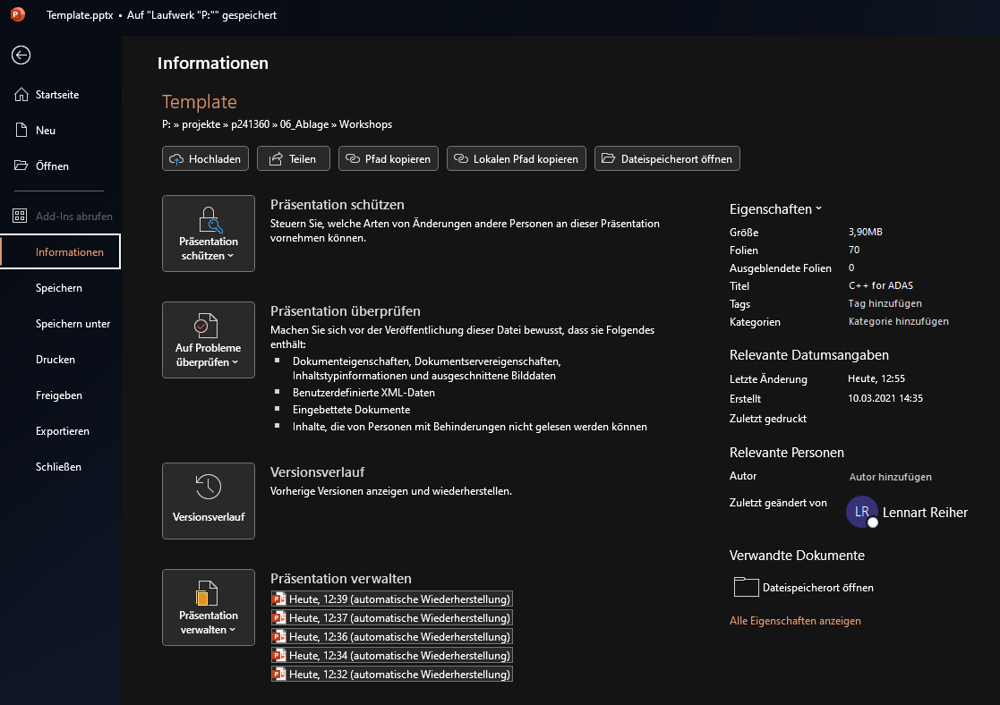 Template.pptx • Auf "Laufwerk "P:"" gespeichert
Informationen
Startseite
Neu
Öffnen
Add-Ins abrufen
Informationen
Speichern
Speichern unter
Drucken
Freigeben
Exportieren
Schließen
Template
P: » projekte » p241360 » 06_Ablage » Workshops
Hochladen
Teilen
Pfad kopieren
Lokalen Pfad kopieren
Dateispeicherort öffnen
Präsentation
schützen
Präsentation schützen
Steuern Sie, welche Arten von Änderungen andere Personen an dieser Präsentation
vornehmen können.
Auf Probleme
überprüfen
Präsentation überprüfen
Machen Sie sich vor der Veröffentlichung dieser Datei bewusst, dass sie Folgendes
enthält:
Dokumenteigenschaften, Dokumentservereigenschaften,
Inhaltstypinformationen und ausgeschnittene Bilddaten
Benutzerdefinierte XML-Daten
Eingebettete Dokumente
Inhalte, die von Personen mit Behinderungen nicht gelesen werden können
Versionsverlauf
Versionsverlauf
Vorherige Versionen anzeigen und wiederherstellen.
Präsentation
verwalten
Präsentation verwalten
Heute, 12:39 (automatische Wiederherstellung)
Heute, 12:37 (automatische Wiederherstellung)
Heute, 12:36 (automatische Wiederherstellung)
Heute, 12:34 (automatische Wiederherstellung)
Heute, 12:32 (automatische Wiederherstellung)
Eigenschaften
Größe 3,90MB
Folien 70
Ausgeblendete Folien 0
Titel C++ for ADAS
Tags Tag hinzufügen
Kategorien Kategorie hinzufügen
Relevante Datumsangaben
Letzte Änderung Heute, 12:55
Erstellt 10.03.2021 14:35
Zuletzt gedruckt
Relevante Personen
Autor Autor hinzufügen
Zuletzt geändert von
LR Lennart Reiher
Verwandte Dokumente
Dateispeicherort öffnen
Alle Eigenschaften anzeigen